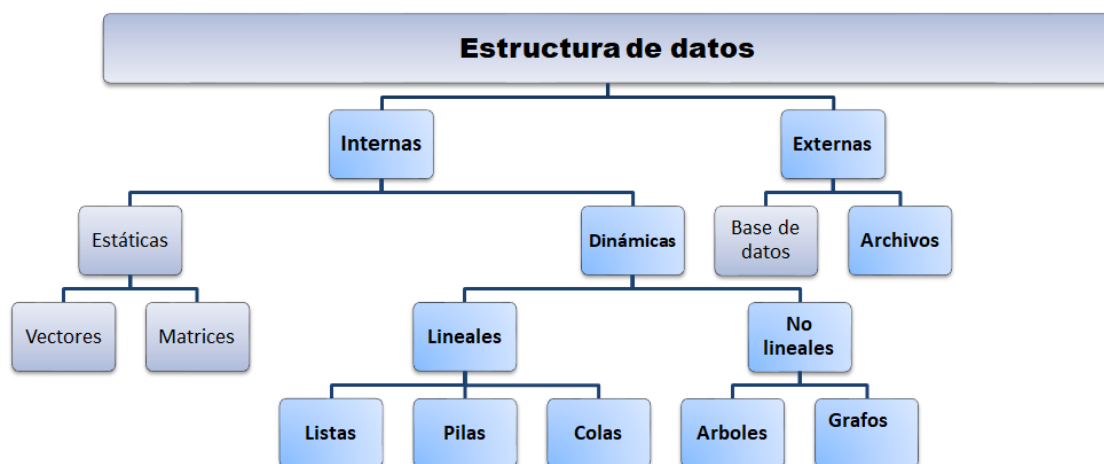 Estructura de datos
Internas
Externas
Estáticas
Dinámicas
Base de
datos
Archivos
Vectores
Matrices
Lineales
No
lineales
Listas
Pilas
Colas
Arboles
Grafos